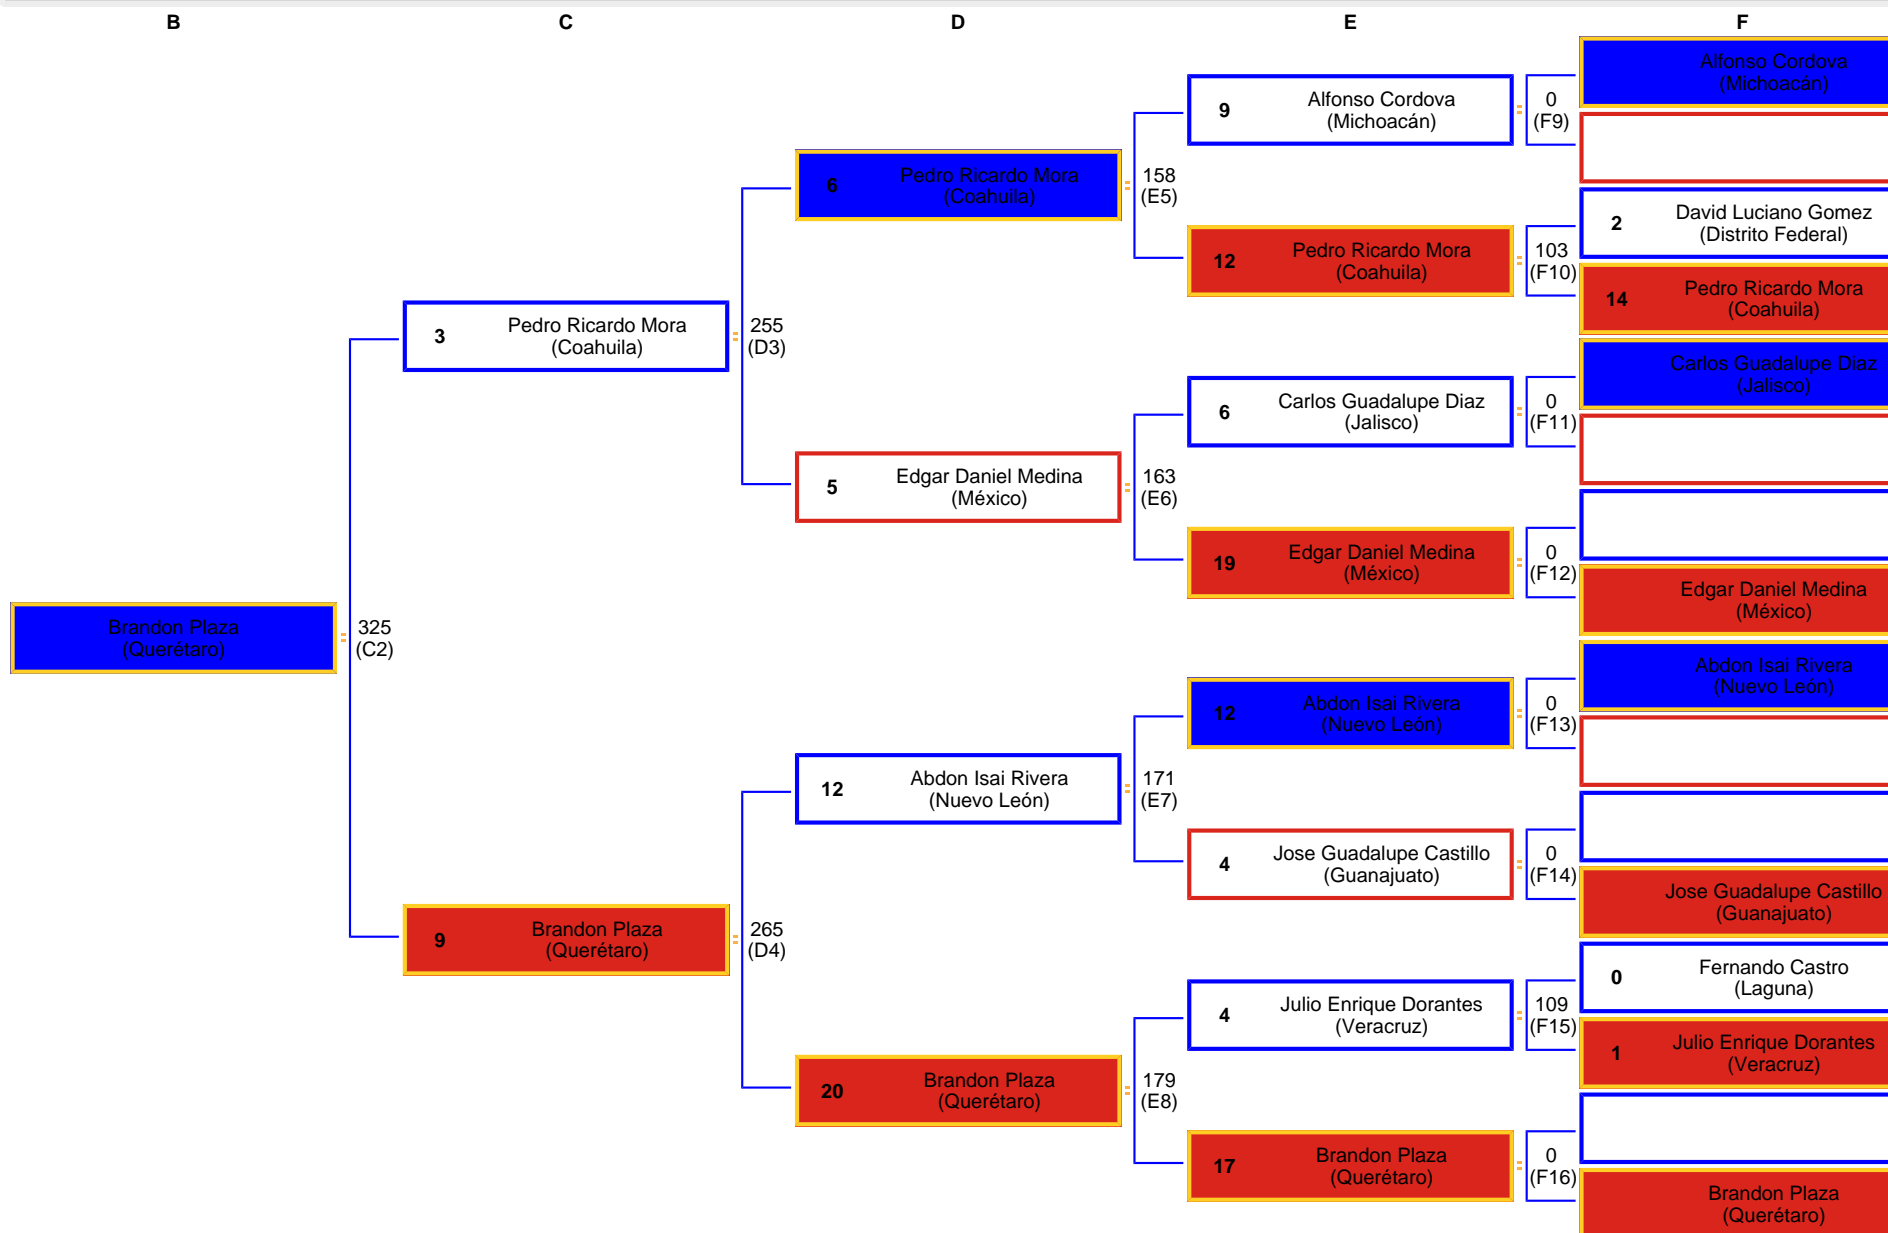 B
C
D
E
F
Alfonso Cordova
(Michoacán)
9
Alfonso Cordova
(Michoacán)
0
(F9)
6
Pedro Ricardo Mora
(Coahuila)
158
(E5)
2
David Luciano Gomez
(Distrito Federal)
12
Pedro Ricardo Mora
(Coahuila)
103
(F10)
14
Pedro Ricardo Mora
(Coahuila)
3
Pedro Ricardo Mora
(Coahuila)
255
(D3)
Carlos Guadalupe Diaz
(Jalisco)
6
Carlos Guadalupe Diaz
(Jalisco)
0
(F11)
5
Edgar Daniel Medina
(México)
163
(E6)
19
Edgar Daniel Medina
(México)
0
(F12)
Edgar Daniel Medina
(México)
Brandon Plaza
(Querétaro)
325
(C2)
Abdon Isai Rivera
(Nuevo León)
12
Abdon Isai Rivera
(Nuevo León)
0
(F13)
12
Abdon Isai Rivera
(Nuevo León)
171
(E7)
4
Jose Guadalupe Castillo
(Guanajuato)
0
(F14)
Jose Guadalupe Castillo
(Guanajuato)
9
Brandon Plaza
(Querétaro)
265
(D4)
0
Fernando Castro
(Laguna)
4
Julio Enrique Dorantes
(Veracruz)
109
(F15)
1
Julio Enrique Dorantes
(Veracruz)
20
Brandon Plaza
(Querétaro)
179
(E8)
17
Brandon Plaza
(Querétaro)
0
(F16)
Brandon Plaza
(Querétaro)